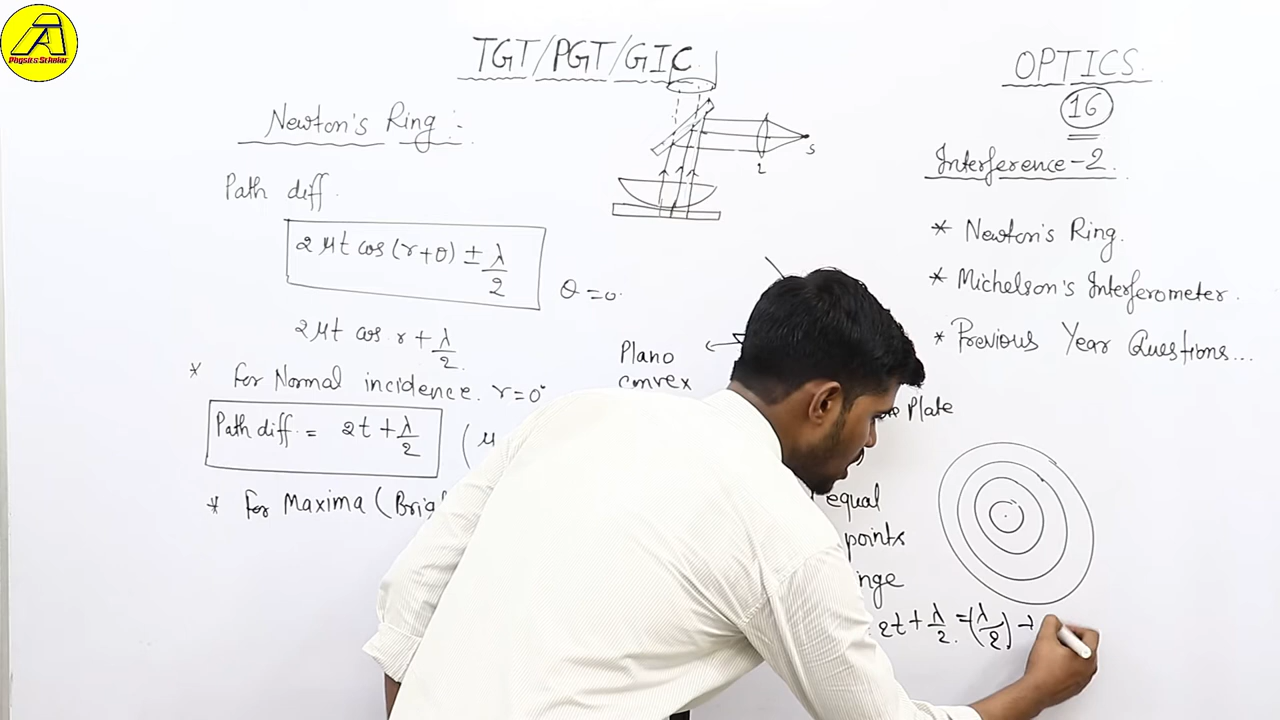 A
Physics Scholar
TGT/PGT/GIC
Newton's Ring :-
Path diff.
2 μt cos (r+θ) ± λ/2
θ = 0.
2 μt cos r + λ/2.
* For Normal incidence. r = 0°
Path diff. = 2t + λ/2 (μ
* For Maxima (Brig
S
L
Plano
convex
Plate
equal
points
2t + λ/2. = (λ/2) →
OPTICS.
16
Interference-2.
* Newton's Ring.
* Michelson's Interferometer.
* Previous Year Questions...